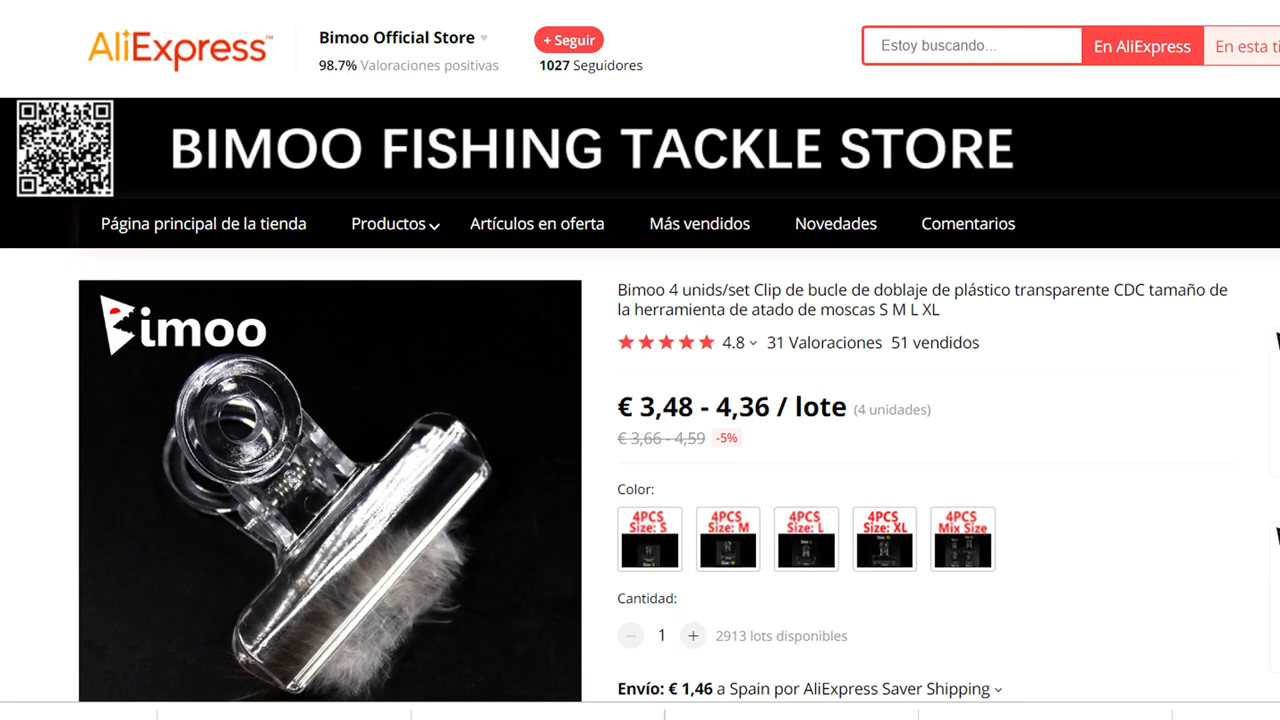 AliExpress™
Bimoo Official Store
98.7% Valoraciones positivas
+ Seguir
1027 Seguidores
Estoy buscando...
En AliExpress
En esta ti
BIMOO FISHING TACKLE STORE
Página principal de la tienda
Productos
Artículos en oferta
Más vendidos
Novedades
Comentarios
Bimoo
Bimoo 4 unids/set Clip de bucle de doblaje de plástico transparente CDC tamaño de
la herramienta de atado de moscas S M L XL
4.8 31 Valoraciones 51 vendidos
€ 3,48 - 4,36 / lote (4 unidades)
€ 3,66 - 4,59 -5%
Color:
4PCS
Size: S
4PCS
Size: M
4PCS
Size: L
4PCS
Size: XL
4PCS
Mix Size
Cantidad:
− 1 + 2913 lots disponibles
Envío: € 1,46 a Spain por AliExpress Saver Shipping